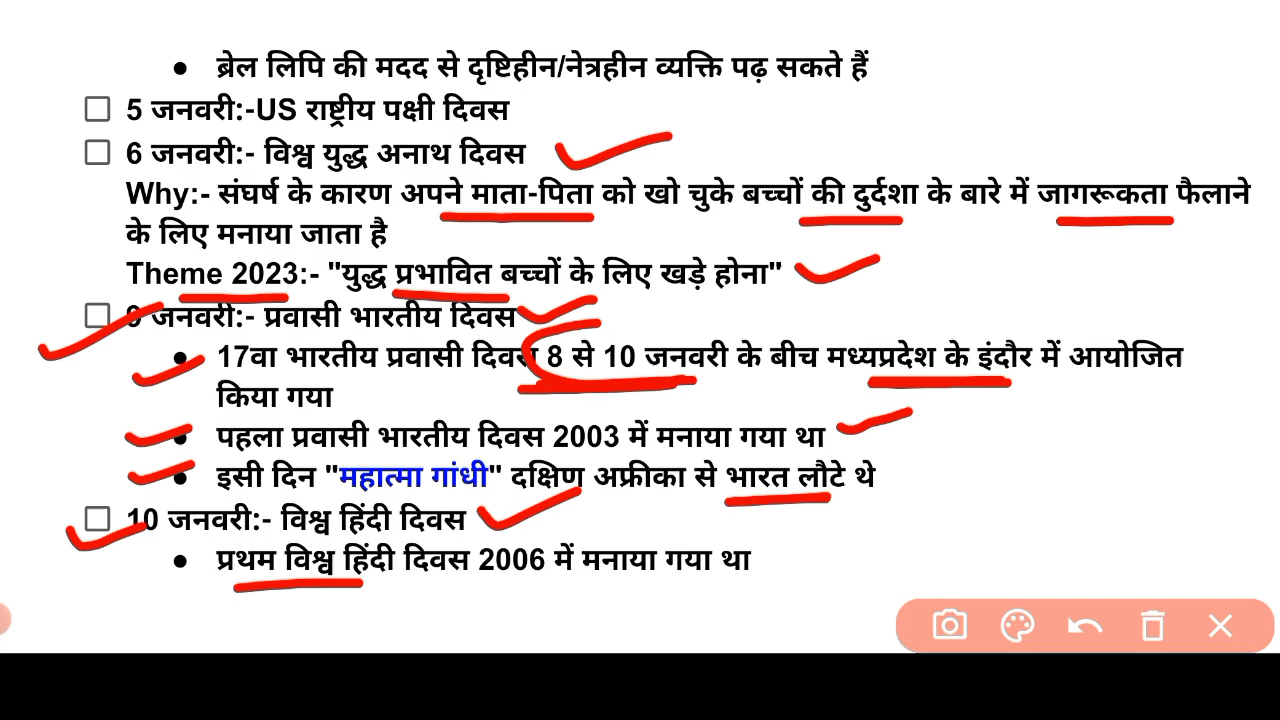 ● ब्रेल लिपि की मदद से दृष्टिहीन/नेत्रहीन व्यक्ति पढ़ सकते हैं
☐ 5 जनवरी:-US राष्ट्रीय पक्षी दिवस
☐ 6 जनवरी:- विश्व युद्ध अनाथ दिवस
Why:- संघर्ष के कारण अपने माता-पिता को खो चुके बच्चों की दुर्दशा के बारे में जागरूकता फैलाने
के लिए मनाया जाता है
Theme 2023:- "युद्ध प्रभावित बच्चों के लिए खड़े होना"
☐ 9 जनवरी:- प्रवासी भारतीय दिवस
● 17वा भारतीय प्रवासी दिवस 8 से 10 जनवरी के बीच मध्यप्रदेश के इंदौर में आयोजित
किया गया
● पहला प्रवासी भारतीय दिवस 2003 में मनाया गया था
● इसी दिन "महात्मा गांधी" दक्षिण अफ्रीका से भारत लौटे थे
☐ 10 जनवरी:- विश्व हिंदी दिवस
● प्रथम विश्व हिंदी दिवस 2006 में मनाया गया था